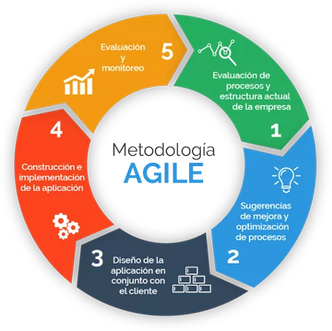 Metodología
AGILE
Evaluación de
procesos y
estructura actual
de la empresa
1
Sugerencias
de mejora y
optimización
de procesos
2
3
Diseño de la
aplicación en
conjunto con
el cliente
4
Construcción e
implementación
de la aplicación
Evaluación
y
monitoreo
5